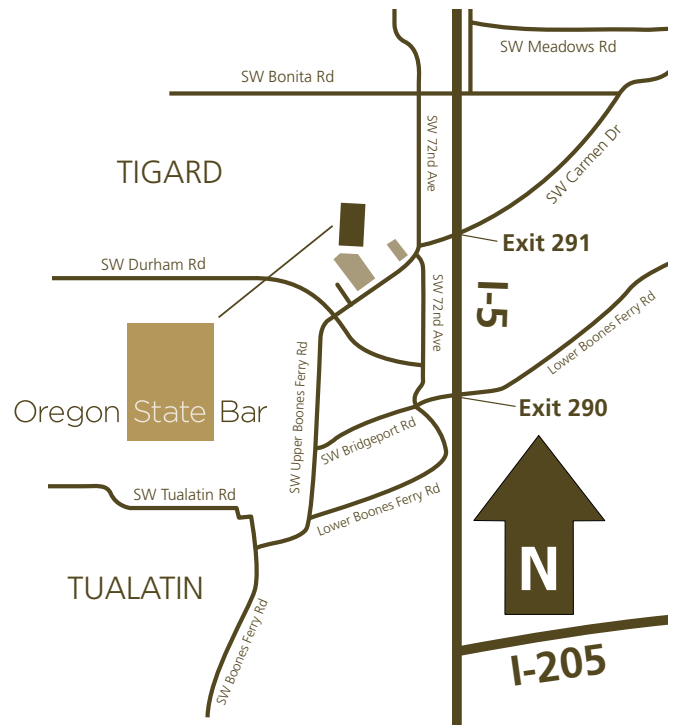 SW Meadows Rd
SW Bonita Rd
SW 72nd Ave
SW Carmen Dr
TIGARD
Exit 291
SW Durham Rd
SW 72nd Ave
I-5
Lower Boones Ferry Rd
Oregon State Bar
SW Upper Boones Ferry Rd
Exit 290
SW Bridgeport Rd
SW Tualatin Rd
Lower Boones Ferry Rd
N
TUALATIN
SW Boones Ferry Rd
I-205